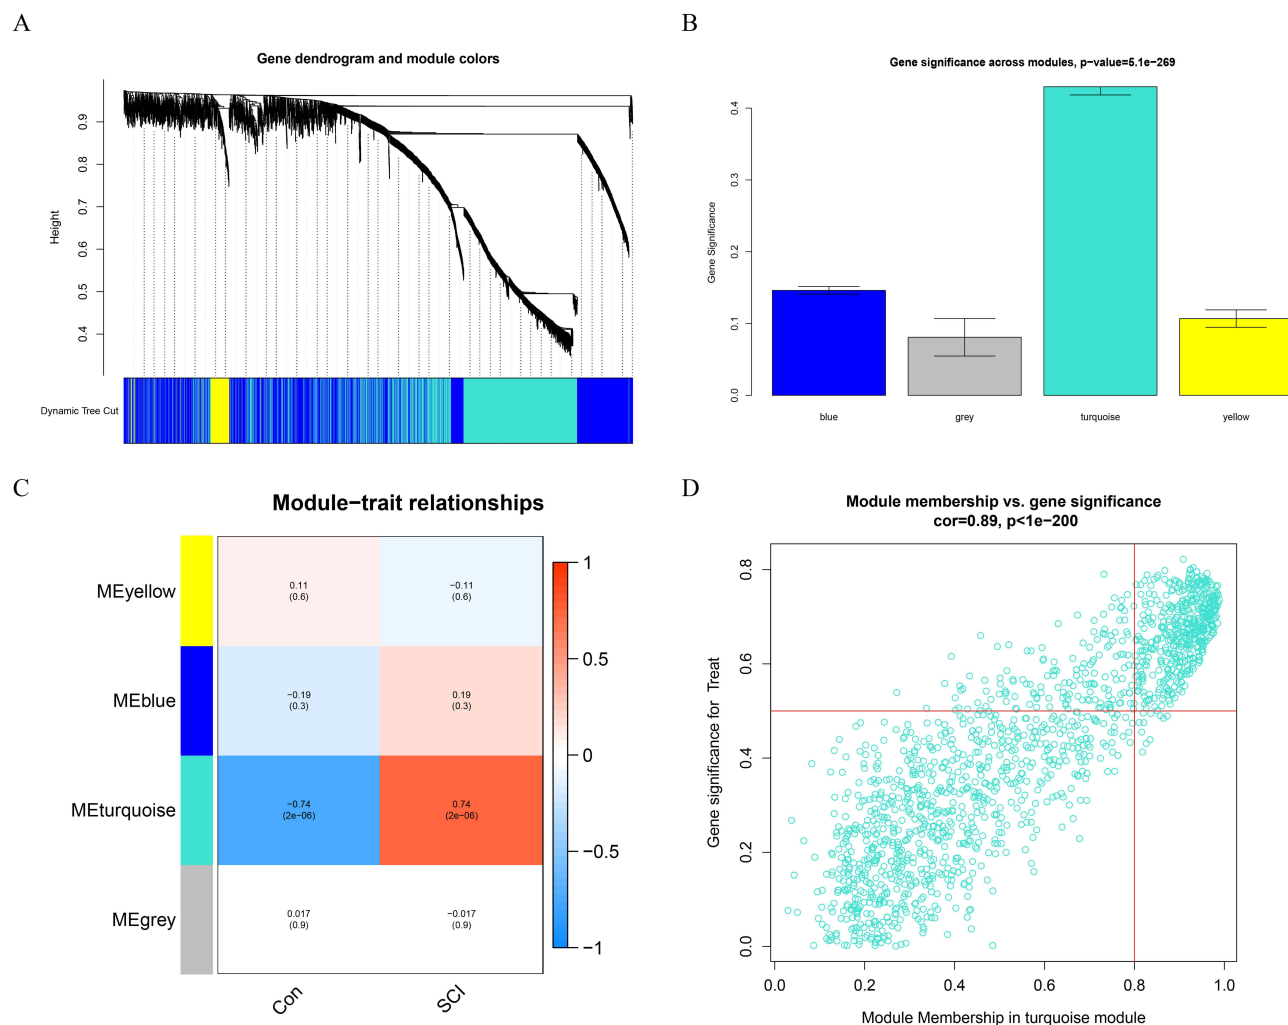 A
Gene dendrogram and module colors
Height
0.9
0.8
0.7
0.6
0.5
0.4
Dynamic Tree Cut
B
Gene significance across modules, p−value=5.1e−269
Gene Significance
0.4
0.3
0.2
0.1
0.0
blue
grey
turquoise
yellow
C
Module−trait relationships
MEyellow
0.11
(0.6)
−0.11
(0.6)
MEblue
−0.19
(0.3)
0.19
(0.3)
MEturquoise
−0.74
(2e−06)
0.74
(2e−06)
MEgrey
0.017
(0.9)
−0.017
(0.9)
Con
SCI
1
0.5
0
−0.5
−1
D
Module membership vs. gene significance
cor=0.89, p<1e−200
Gene significance for Treat
0.8
0.6
0.4
0.2
0.0
0.0
0.2
0.4
0.6
0.8
1.0
Module Membership in turquoise module